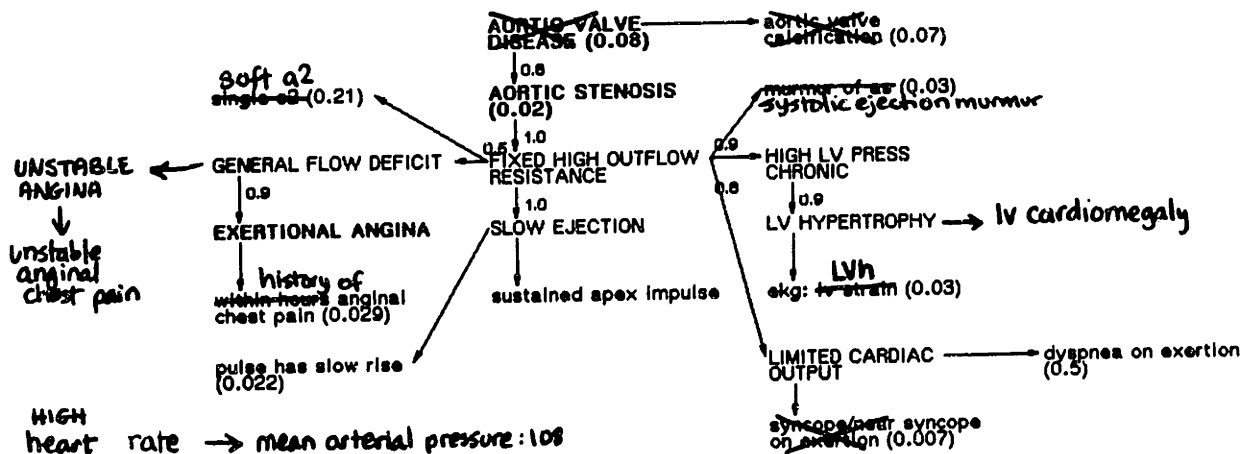 AORTIC VALVE
DISEASE (0.08)
aortic valve
calcification (0.07)
0.6
soft a2
single s2 (0.21)
AORTIC STENOSIS
(0.02)
murmur of as (0.03)
systolic ejection murmur
1.0
UNSTABLE
ANGINA
GENERAL FLOW DEFICIT
0.5
FIXED HIGH OUTFLOW
RESISTANCE
0.9
HIGH LV PRESS
CHRONIC
0.9
1.0
0.9
EXERTIONAL ANGINA
SLOW EJECTION
LV HYPERTROPHY
lv cardiomegaly
unstable
anginal
chest pain
history of
within-hours anginal
chest pain (0.029)
sustained apex impulse
LVh
ekg: lv strain (0.03)
pulse has slow rise
(0.022)
LIMITED CARDIAC
OUTPUT
dyspnea on exertion
(0.5)
HIGH
heart rate → mean arterial pressure: 108
syncope/near syncope
on exertion (0.007)